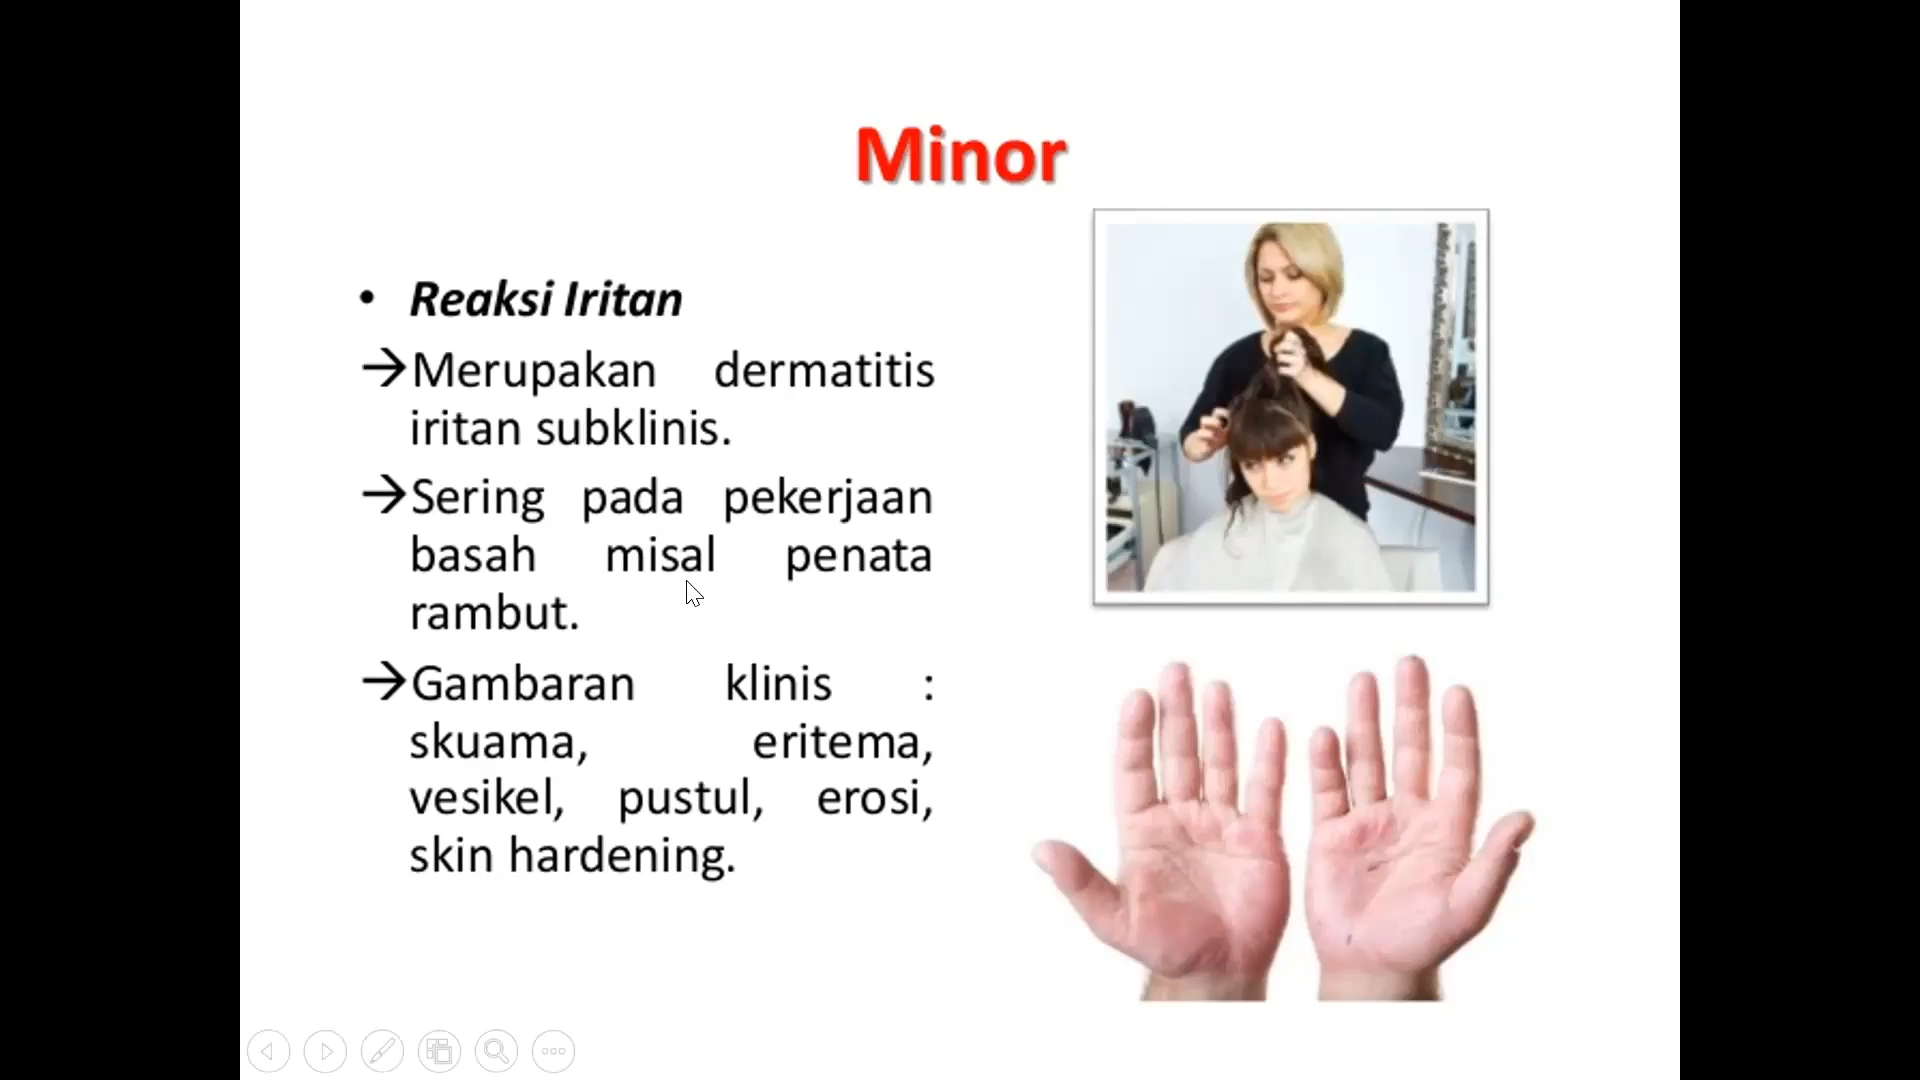 Minor
• Reaksi Iritan
→Merupakan dermatitis
iritan subklinis.
→Sering pada pekerjaan
basah misal penata
rambut.
→Gambaran klinis :
skuama, eritema,
vesikel, pustul, erosi,
skin hardening.